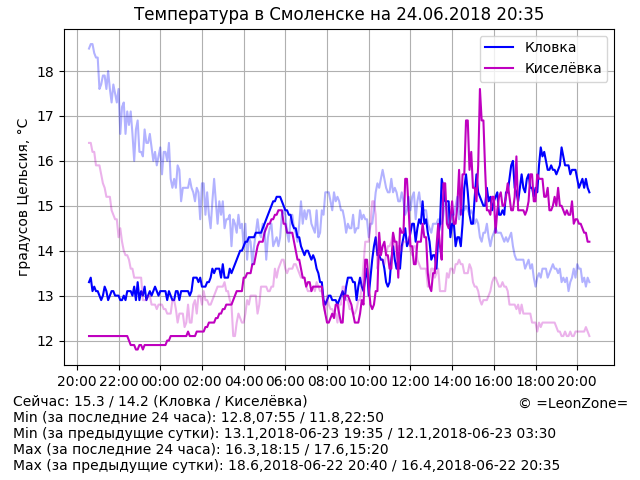 Температура в Смоленске на 24.06.2018 20:35
Кловка
Киселёвка
градусов Цельсия, °C
18
17
16
15
14
13
12
20:00 22:00 00:00 02:00 04:00 06:00 08:00 10:00 12:00 14:00 16:00 18:00 20:00
Сейчас: 15.3 / 14.2 (Кловка / Киселёвка)
© =LeonZone=
Min (за последние 24 часа): 12.8,07:55 / 11.8,22:50
Min (за предыдущие сутки): 13.1,2018-06-23 19:35 / 12.1,2018-06-23 03:30
Max (за последние 24 часа): 16.3,18:15 / 17.6,15:20
Max (за предыдущие сутки): 18.6,2018-06-22 20:40 / 16.4,2018-06-22 20:35